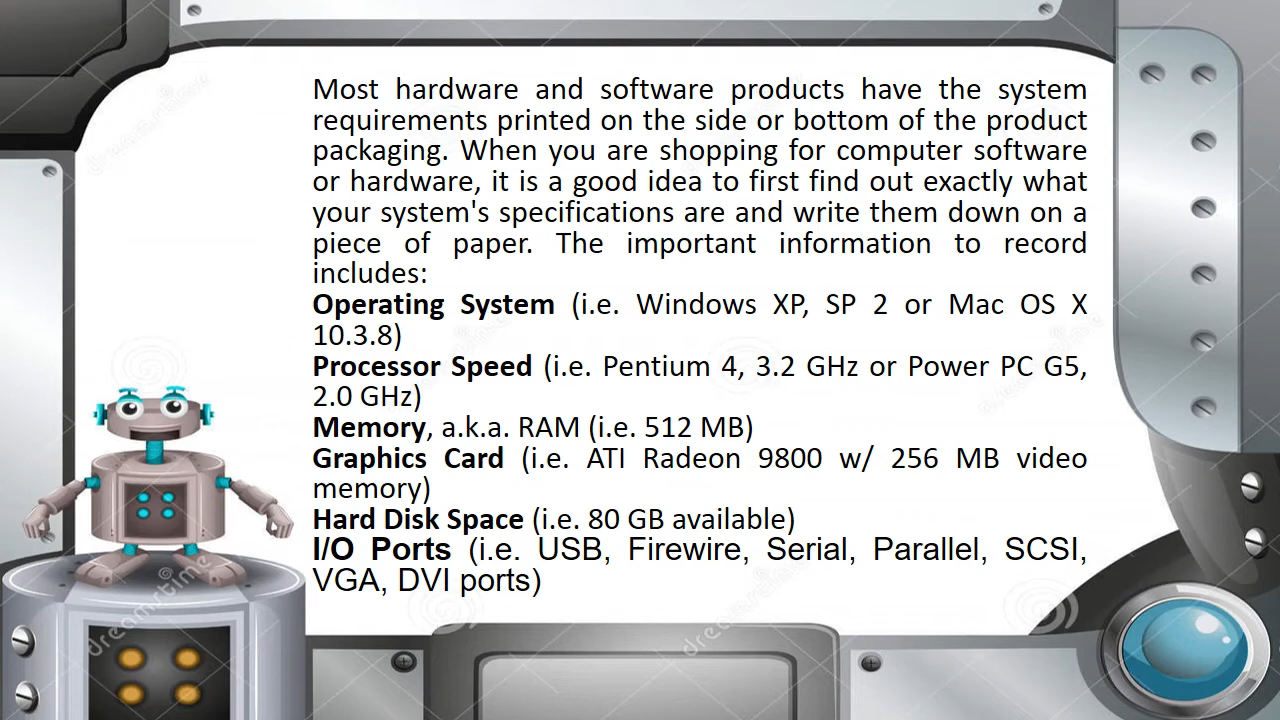 Most hardware and software products have the system
requirements printed on the side or bottom of the product
packaging. When you are shopping for computer software
or hardware, it is a good idea to first find out exactly what
your system's specifications are and write them down on a
piece of paper. The important information to record
includes:
Operating System (i.e. Windows XP, SP 2 or Mac OS X
10.3.8)
Processor Speed (i.e. Pentium 4, 3.2 GHz or Power PC G5,
2.0 GHz)
Memory, a.k.a. RAM (i.e. 512 MB)
Graphics Card (i.e. ATI Radeon 9800 w/ 256 MB video
memory)
Hard Disk Space (i.e. 80 GB available)
I/O Ports (i.e. USB, Firewire, Serial, Parallel, SCSI,
VGA, DVI ports)
dreamstime
dreamstime